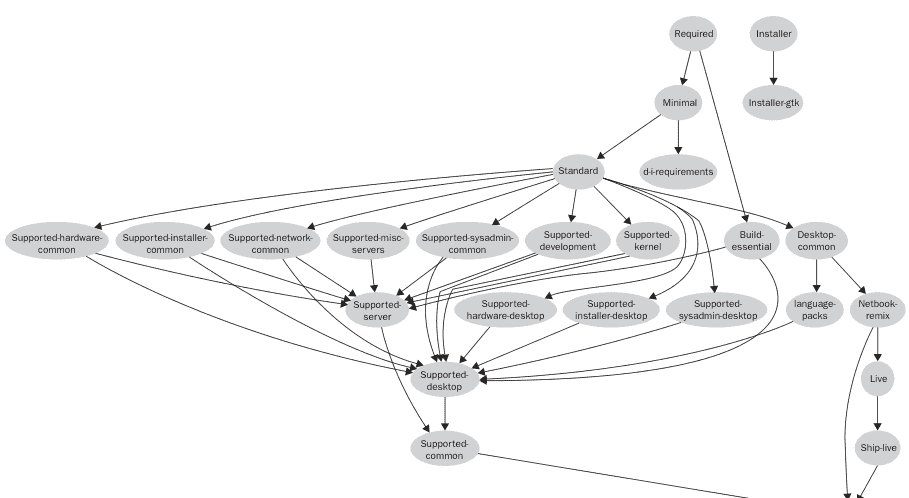 Required
Installer
Minimal
Installer-gtk
Standard
d-i-requirements
Supported-hardware-
common
Supported-installer-
common
Supported-network-
common
Supported-misc-
servers
Supported-sysadmin-
common
Supported-
development
Supported-
kernel
Build-
essential
Desktop-
common
Supported-
server
Supported-
hardware-desktop
Supported-
installer-desktop
Supported-
sysadmin-desktop
language-
packs
Netbook-
remix
Supported-
desktop
Live
Supported-
common
Ship-live